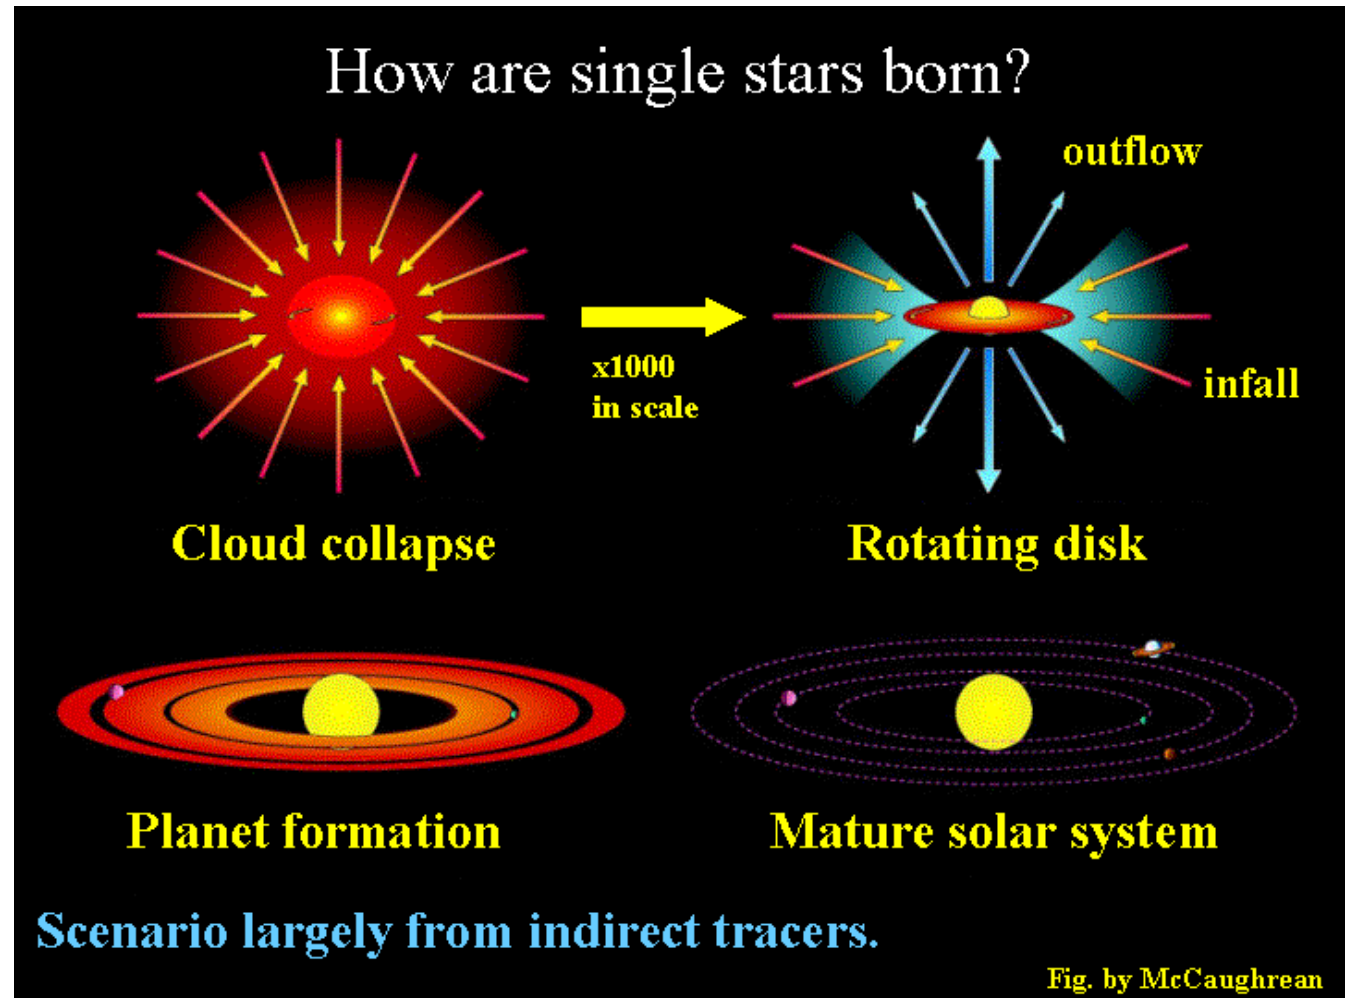 How are single stars born?
outflow
x1000
in scale
infall
Cloud collapse
Rotating disk
Planet formation
Mature solar system
Scenario largely from indirect tracers.
Fig. by McCaughrean